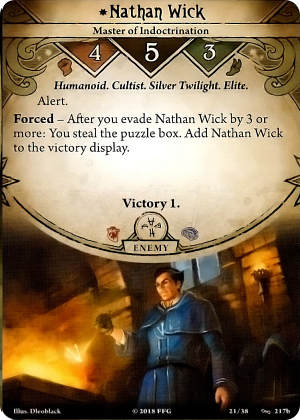 Nathan Wick
Master of Indoctrination
4 5 3
Humanoid. Cultist. Silver Twilight. Elite.
Alert.
Forced – After you evade Nathan Wick by 3 or
more: You steal the puzzle box. Add Nathan Wick
to the victory display.
Victory 1.
ENEMY
Illus. Dleoblack
© 2018 FFG
21/38
217b